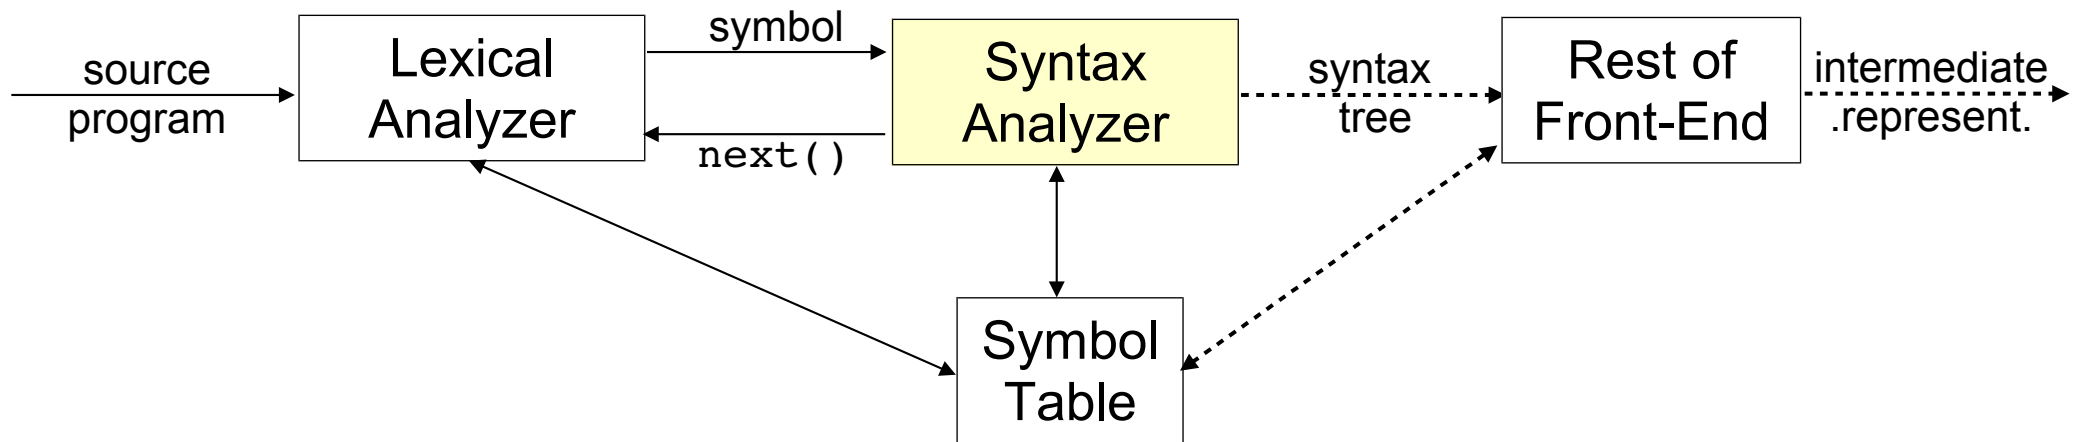 source
program
Lexical
Analyzer
symbol
next()
Syntax
Analyzer
syntax
tree
Rest of
Front-End
intermediate
.represent.
Symbol
Table